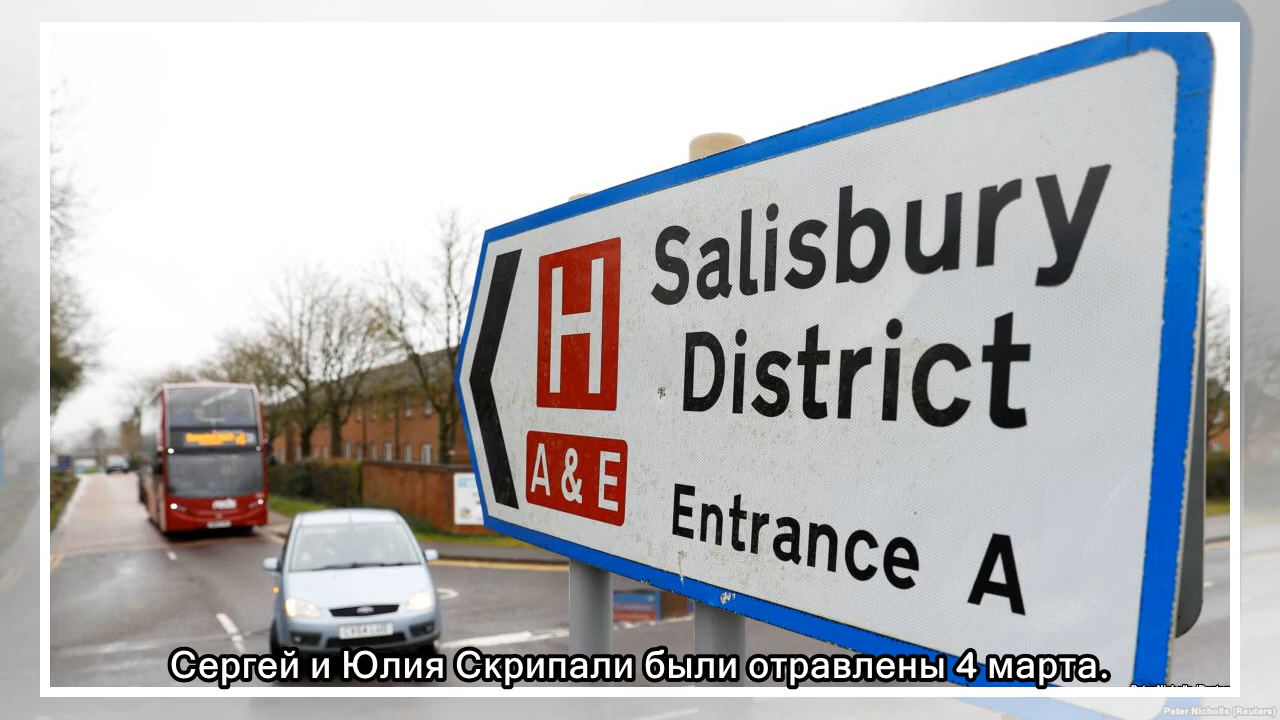 Salisbury
District
H
A & E
Entrance A
Сергей и Юлия Скрипали были отравлены 4 марта.
Peter Nicholls (Reuters)